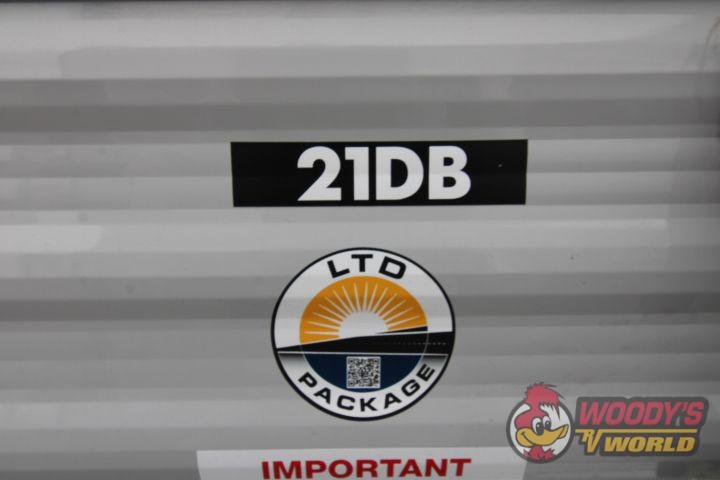 21DB
LTD
PACKAGE
WOODY'S
RV WORLD
IMPORTANT